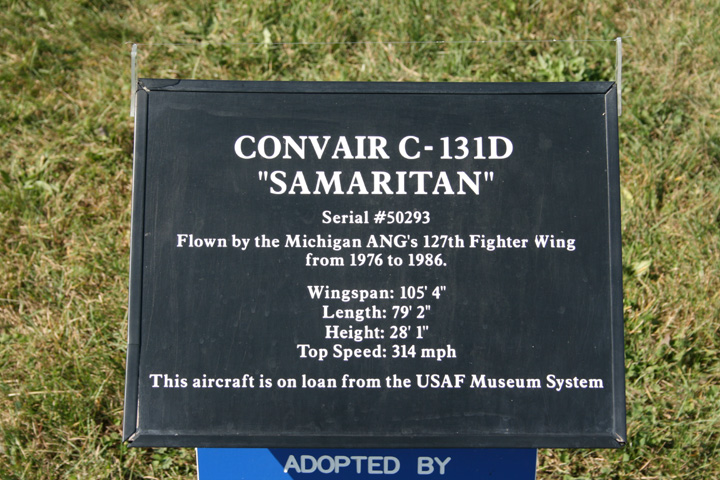 CONVAIR C-131D
"SAMARITAN"
Serial #50293
Flown by the Michigan ANG's 127th Fighter Wing
from 1976 to 1986.
Wingspan: 105' 4"
Length: 79' 2"
Height: 28' 1"
Top Speed: 314 mph
This aircraft is on loan from the USAF Museum System
ADOPTED BY